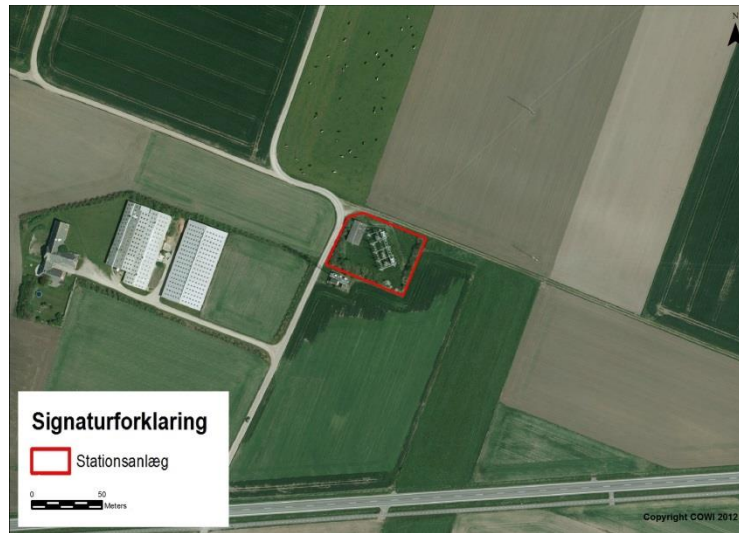 N
Signaturforklaring
Stationsanlæg
0 50
Meters
Copyright COWI 2012